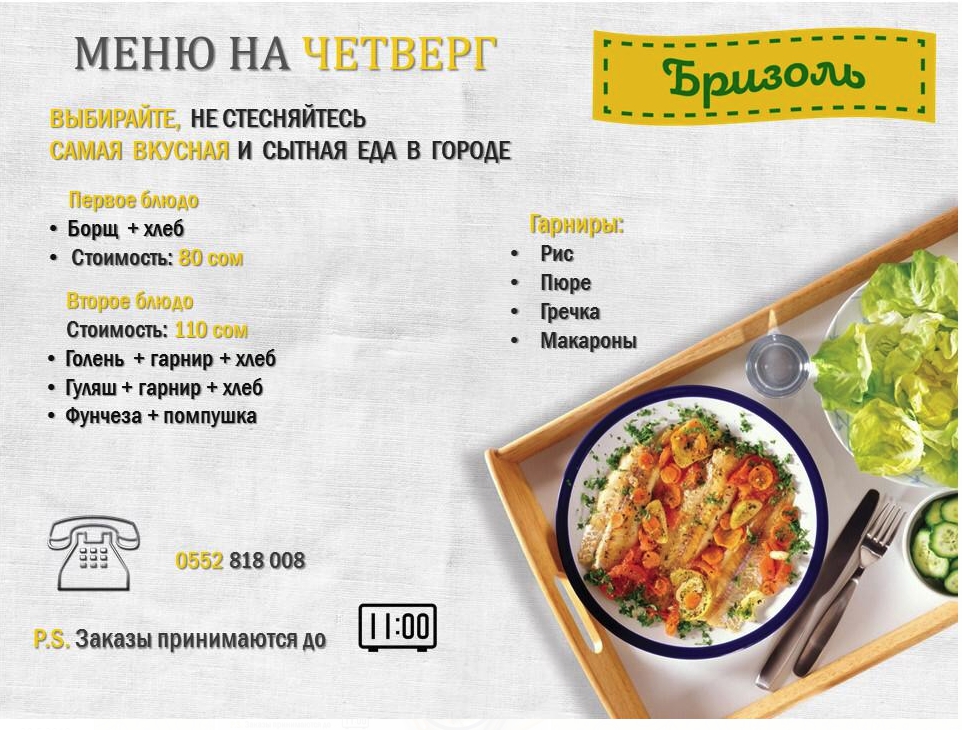 МЕНЮ НА ЧЕТВЕРГ
Бризоль
ВЫБИРАЙТЕ, НЕ СТЕСНЯЙТЕСЬ
САМАЯ ВКУСНАЯ И СЫТНАЯ ЕДА В ГОРОДЕ
Первое блюдо
• Борщ + хлеб
• Стоимость: 80 сом
Второе блюдо
Стоимость: 110 сом
• Голень + гарнир + хлеб
• Гуляш + гарнир + хлеб
• Фунчеза + помпушка
Гарниры:
• Рис
• Пюре
• Гречка
• Макароны
0552 818 008
P.S. Заказы принимаются до 11:00